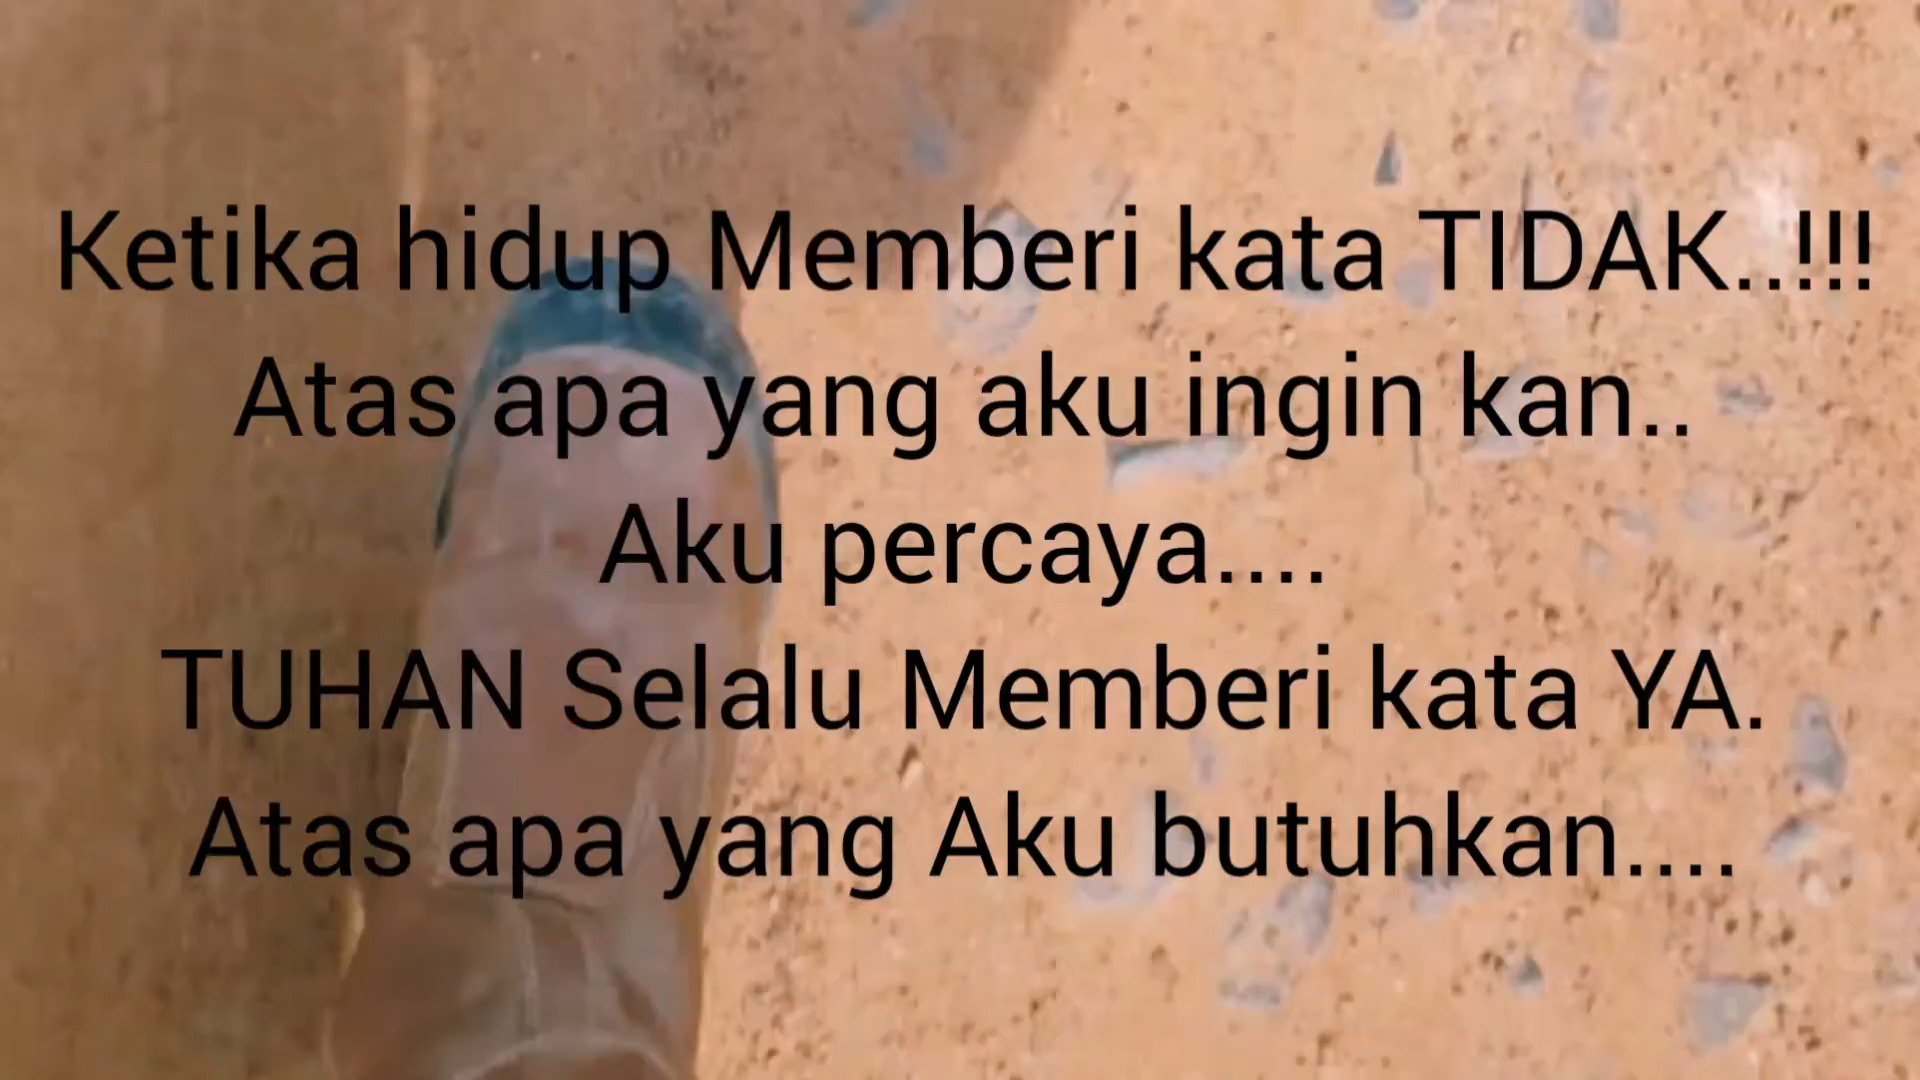 Ketika hidup Memberi kata TIDAK..!!!
Atas apa yang aku ingin kan..
Aku percaya....
TUHAN Selalu Memberi kata YA.
Atas apa yang Aku butuhkan....